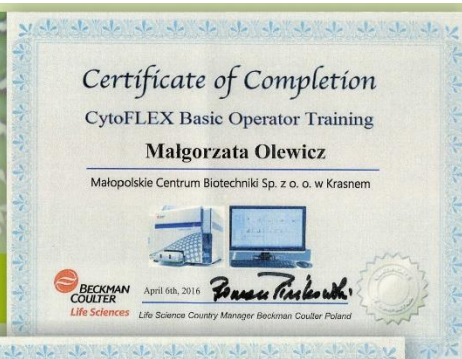 Certificate of Completion
CytoFLEX Basic Operator Training
Małgorzata Olewicz
Małopolskie Centrum Biotechniki Sp. z o. o. w Krasnem
BECKMAN
COULTER
Life Sciences
April 6th, 2016
Life Science Country Manager Beckman Coulter Poland